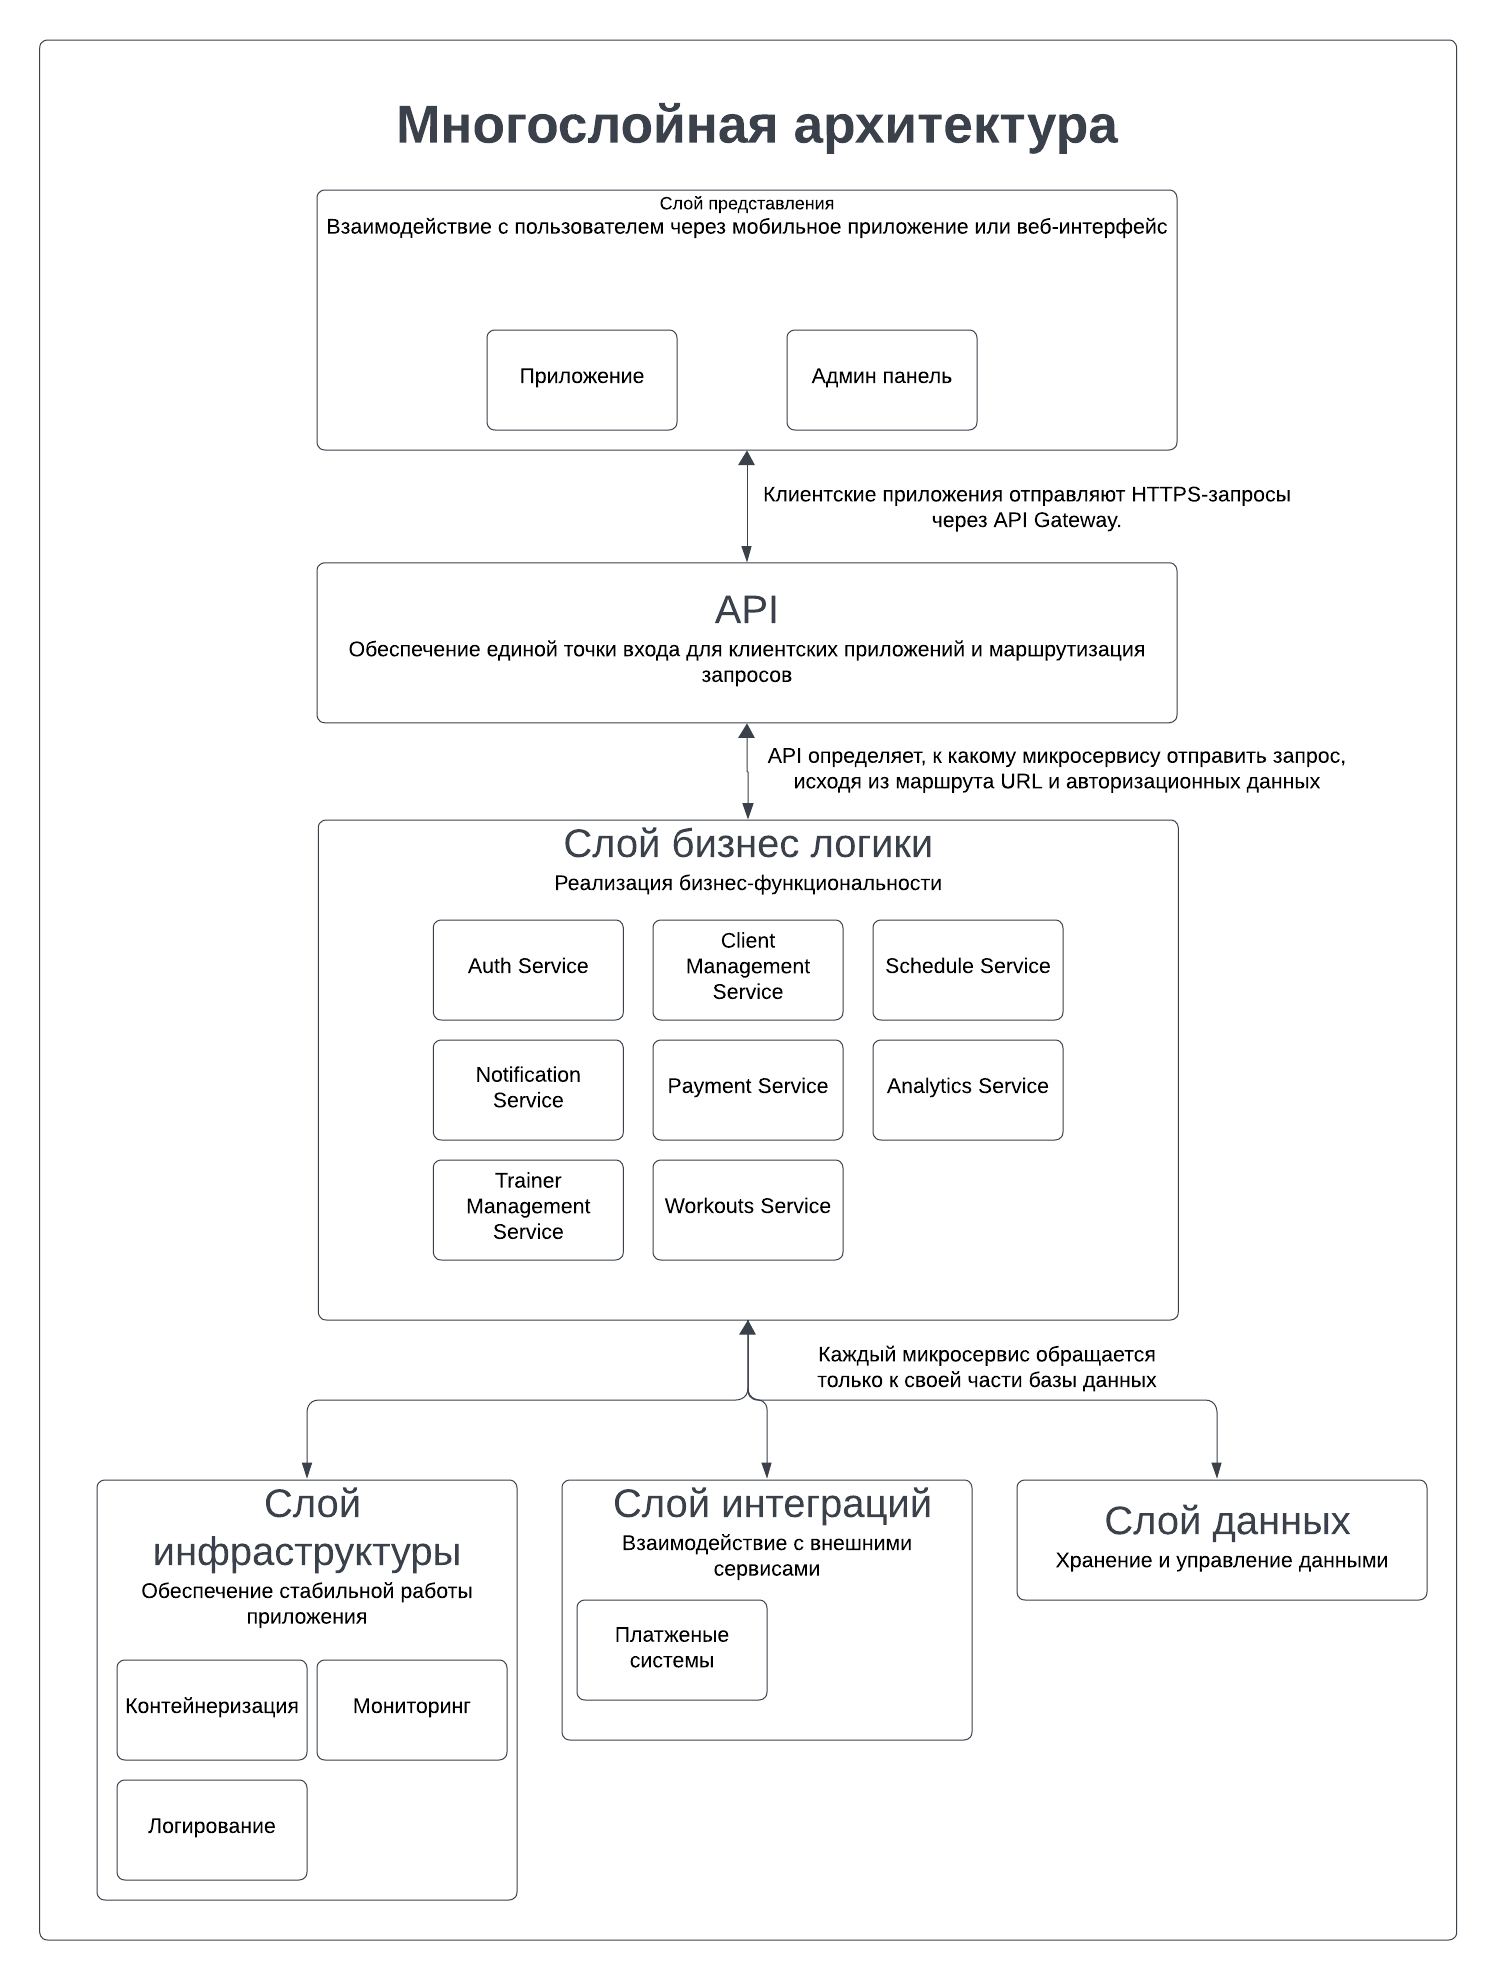 Многослойная архитектура
Слой представления
Взаимодействие с пользователем через мобильное приложение или веб-интерфейс
Приложение
Админ панель
Клиентские приложения отправляют HTTPS-запросы
через API Gateway.
API
Обеспечение единой точки входа для клиентских приложений и маршрутизация
запросов
API определяет, к какому микросервису отправить запрос,
исходя из маршрута URL и авторизационных данных
Слой бизнес логики
Реализация бизнес-функциональности
Auth Service
Client
Management
Service
Schedule Service
Notification
Service
Payment Service
Analytics Service
Trainer
Management
Service
Workouts Service
Каждый микросервис обращается
только к своей части базы данных
Слой
инфраструктуры
Обеспечение стабильной работы
приложения
Контейнеризация
Мониторинг
Логирование
Слой интеграций
Взаимодействие с внешними
сервисами
Платженые
системы
Слой данных
Хранение и управление данными